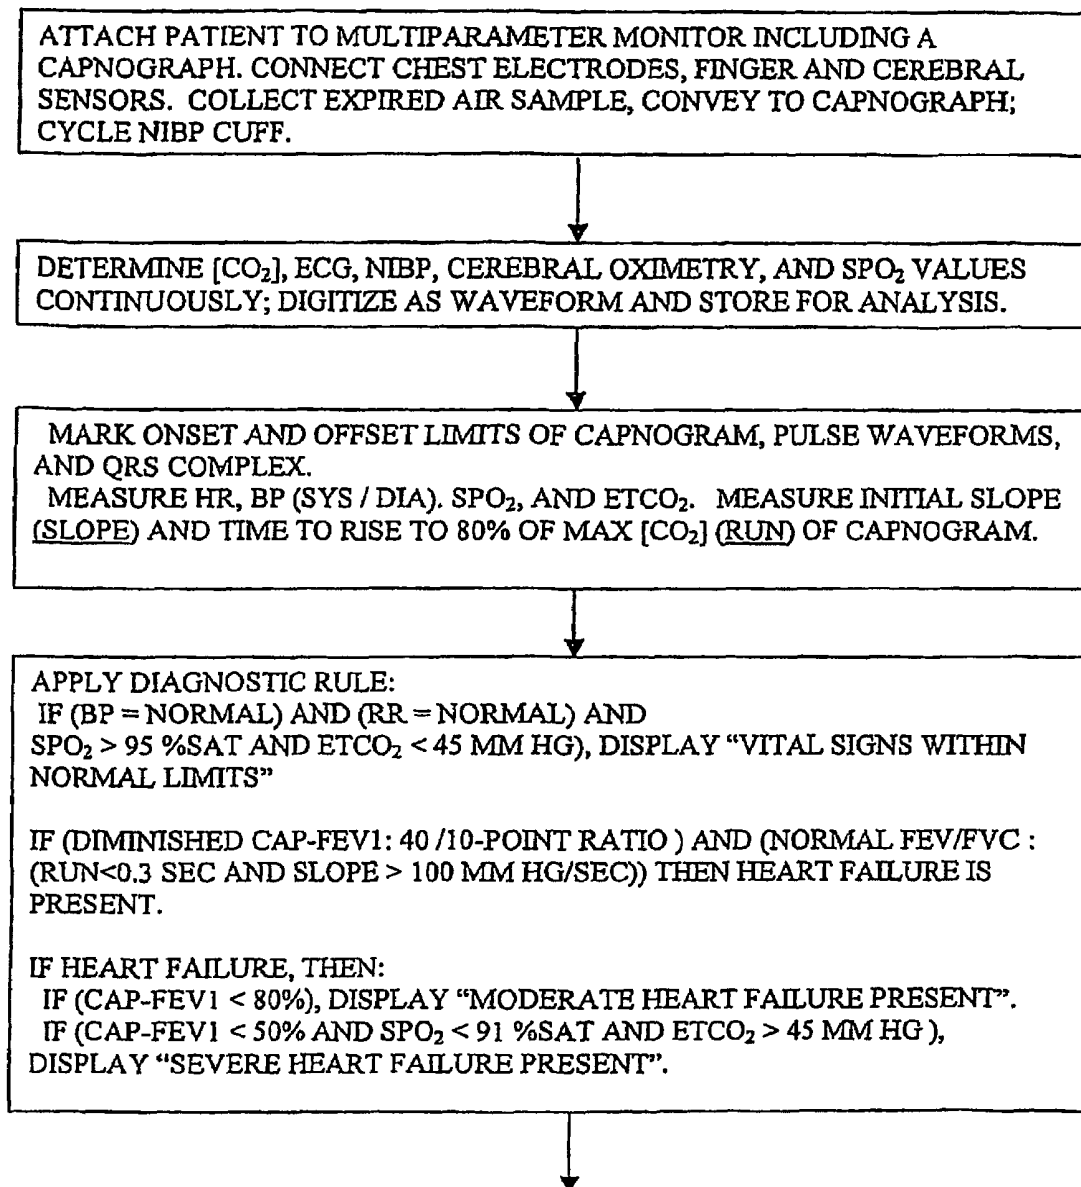 ATTACH PATIENT TO MULTIPARAMETER MONITOR INCLUDING A
CAPNOGRAPH. CONNECT CHEST ELECTRODES, FINGER AND CEREBRAL
SENSORS. COLLECT EXPIRED AIR SAMPLE, CONVEY TO CAPNOGRAPH;
CYCLE NIBP CUFF.
DETERMINE [CO₂], ECG, NIBP, CEREBRAL OXIMETRY, AND SPO₂ VALUES
CONTINUOUSLY; DIGITIZE AS WAVEFORM AND STORE FOR ANALYSIS.
MARK ONSET AND OFFSET LIMITS OF CAPNOGRAM, PULSE WAVEFORMS,
AND QRS COMPLEX.
MEASURE HR, BP (SYS / DIA). SPO₂, AND ETCO₂. MEASURE INITIAL SLOPE
(SLOPE) AND TIME TO RISE TO 80% OF MAX [CO₂] (RUN) OF CAPNOGRAM.
APPLY DIAGNOSTIC RULE:
IF (BP = NORMAL) AND (RR = NORMAL) AND
SPO₂ > 95 %SAT AND ETCO₂ < 45 MM HG), DISPLAY “VITAL SIGNS WITHIN
NORMAL LIMITS”
IF (DIMINISHED CAP-FEV1: 40 /10-POINT RATIO ) AND (NORMAL FEV/FVC :
(RUN<0.3 SEC AND SLOPE > 100 MM HG/SEC)) THEN HEART FAILURE IS
PRESENT.
IF HEART FAILURE, THEN:
IF (CAP-FEV1 < 80%), DISPLAY “MODERATE HEART FAILURE PRESENT”.
IF (CAP-FEV1 < 50% AND SPO₂ < 91 %SAT AND ETCO₂ > 45 MM HG ),
DISPLAY “SEVERE HEART FAILURE PRESENT”.